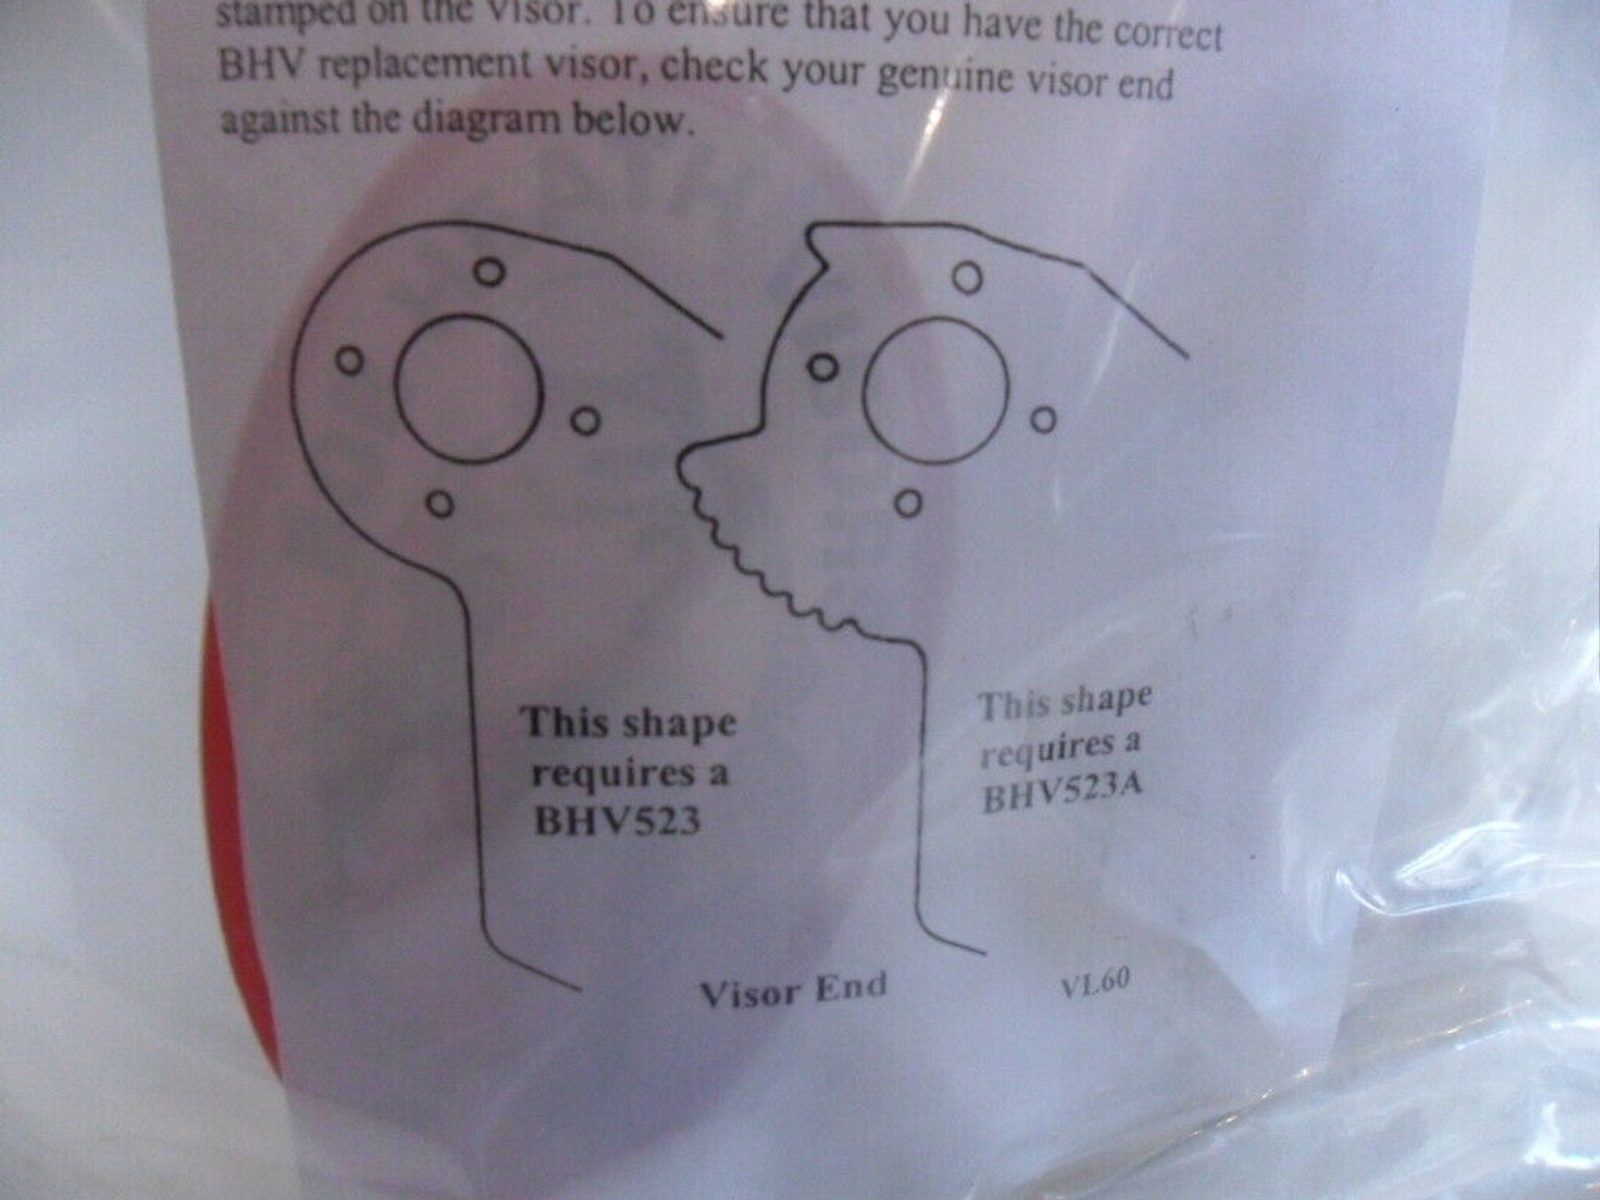 stamped on the visor. To ensure that you have the correct
BHV replacement visor, check your genuine visor end
against the diagram below.
This shape
requires a
BHV523
This shape
requires a
BHV523A
Visor End
VL60